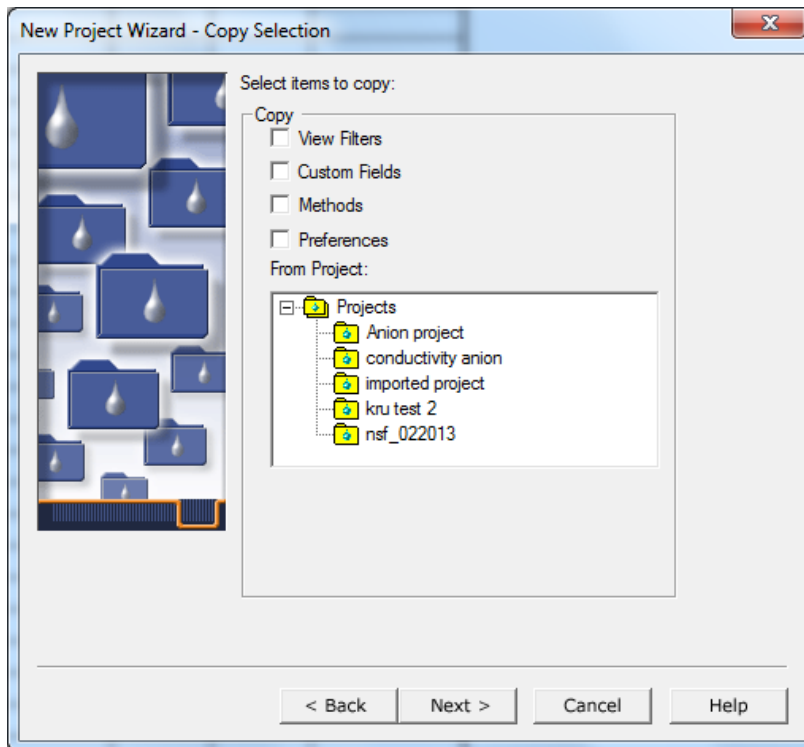 New Project Wizard - Copy Selection
Select items to copy:
Copy
View Filters
Custom Fields
Methods
Preferences
From Project:
Projects
Anion project
conductivity anion
imported project
kru test 2
nsf_022013
< Back
Next >
Cancel
Help